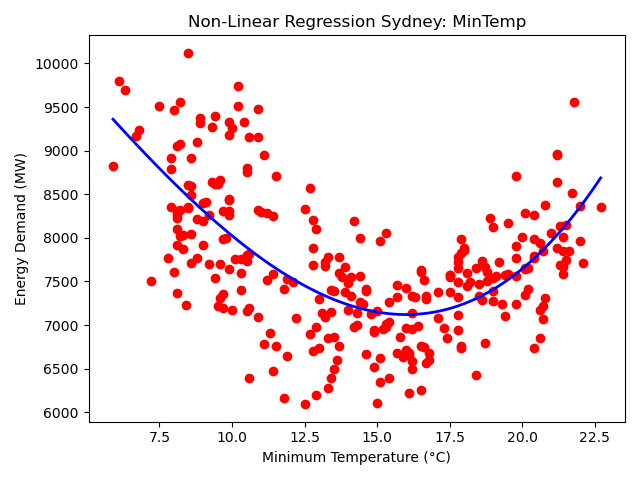 Non-Linear Regression Sydney: MinTemp
Energy Demand (MW)
10000
9500
9000
8500
8000
7500
7000
6500
6000
7.5 10.0 12.5 15.0 17.5 20.0 22.5
Minimum Temperature (°C)